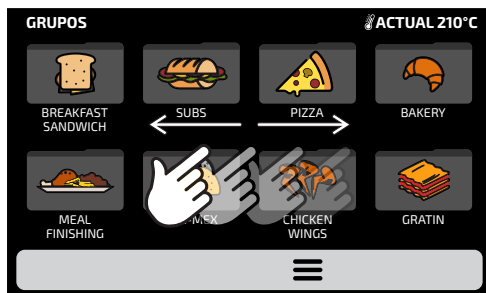 GRUPOS
ACTUAL 210°C
BREAKFAST
SANDWICH
SUBS
PIZZA
BAKERY
MEAL
FINISHING
-MEX
CHICKEN
WINGS
GRATIN